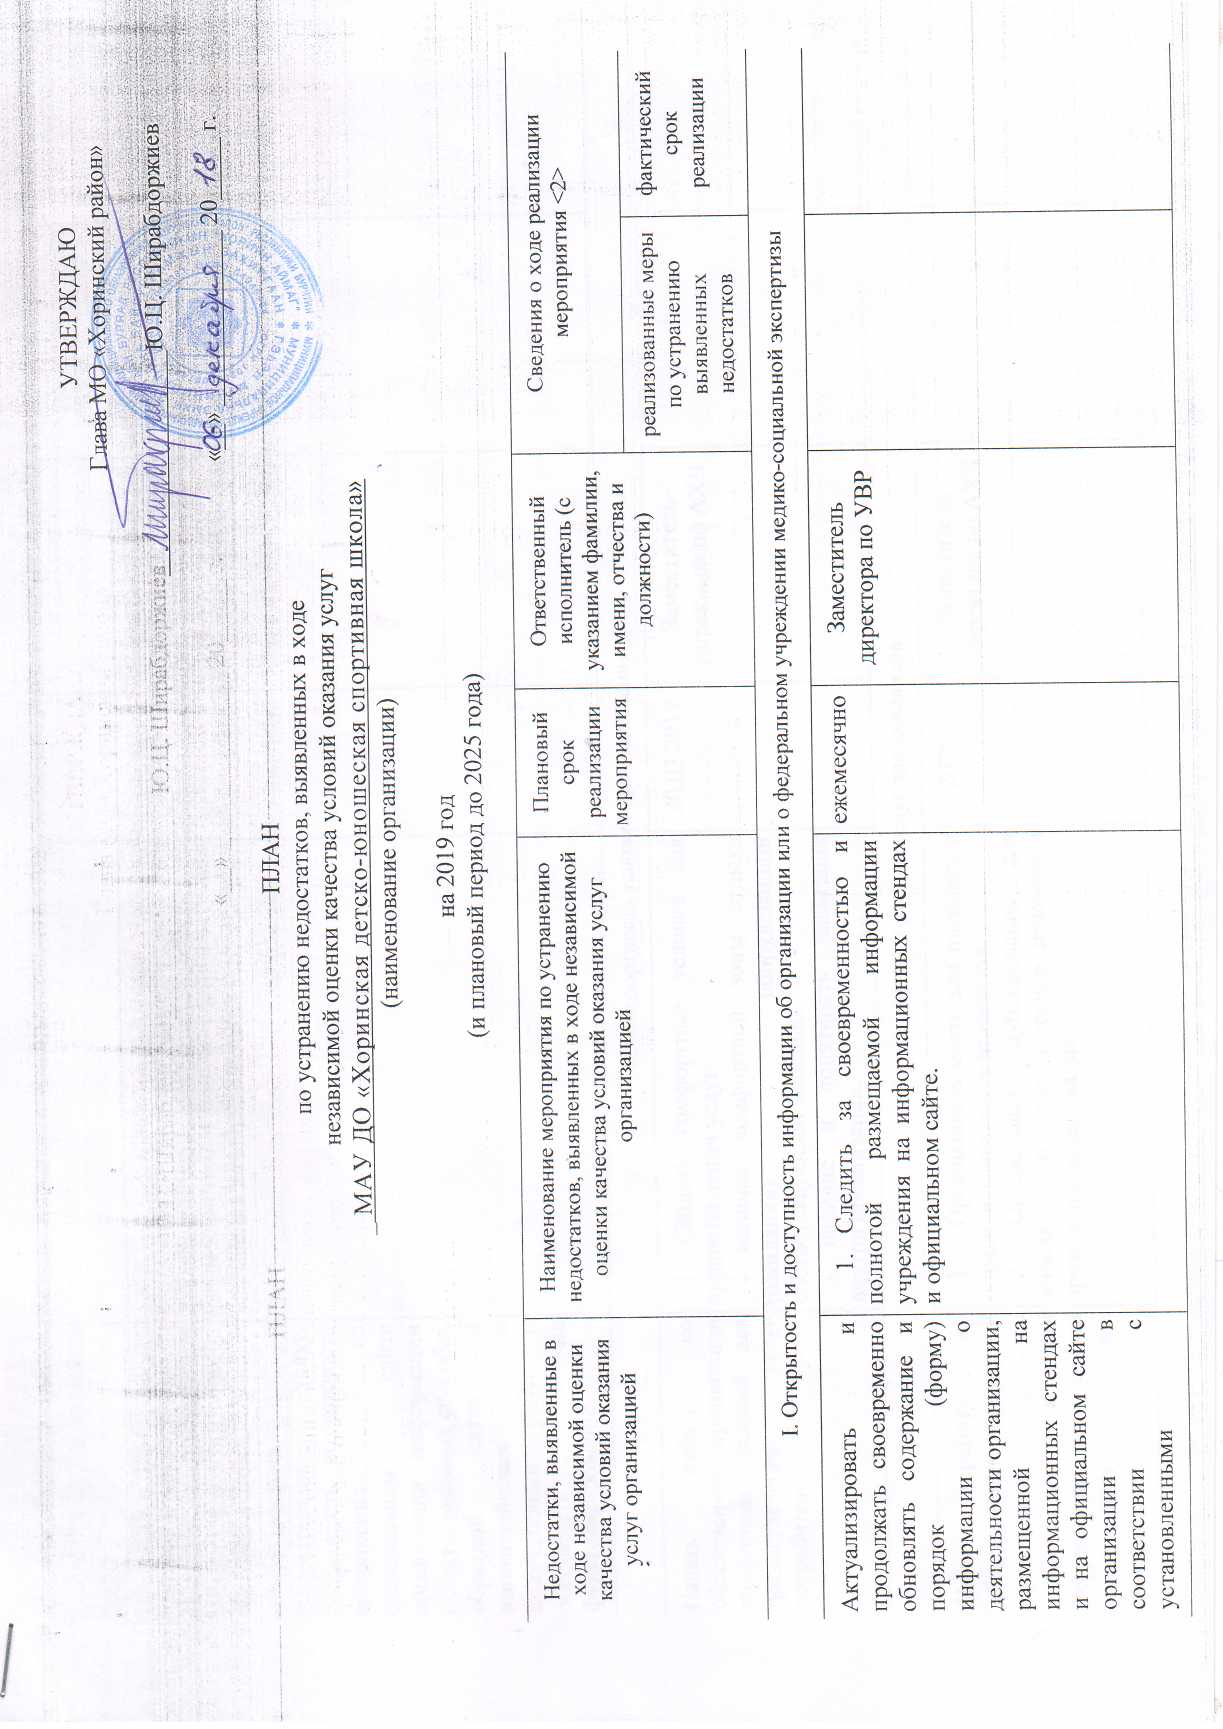 УТВЕРЖДАЮ
Глава МО «Хоринский район»
Ю.Ц. Ширабдоржиев
«06» декабря 2018 г.
Ю.Ц. Ширабдоржиев
« » 20
ПЛАН
ПЛАН
по устранению недостатков, выявленных в ходе
независимой оценки качества условий оказания услуг
МАУ ДО «Хоринская детско-юношеская спортивная школа»
(наименование организации)
на 2019 год
(и плановый период до 2025 года)
Недостатки, выявленные в
ходе независимой оценки
качества условий оказания
услуг организацией
Наименование мероприятия по устранению
недостатков, выявленных в ходе независимой
оценки качества условий оказания услуг
организацией
Плановый
срок
реализации
мероприятия
Ответственный
исполнитель (с
указанием фамилии,
имени, отчества и
должности)
Сведения о ходе реализации
мероприятия <2>
реализованные меры
по устранению
выявленных
недостатков
фактический
срок
реализации
I. Открытость и доступность информации об организации или о федеральном учреждении медико-социальной экспертизы
Актуализировать и
продолжать своевременно
обновлять содержание и
порядок (форму)
информации о
деятельности организации,
размещенной на
информационных стендах
и на официальном сайте
организации в
соответствии с
установленными
1. Следить за своевременностью и
полнотой размещаемой информации
учреждения на информационных стендах
и официальном сайте.
ежемесячно
Заместитель
директора по УВР